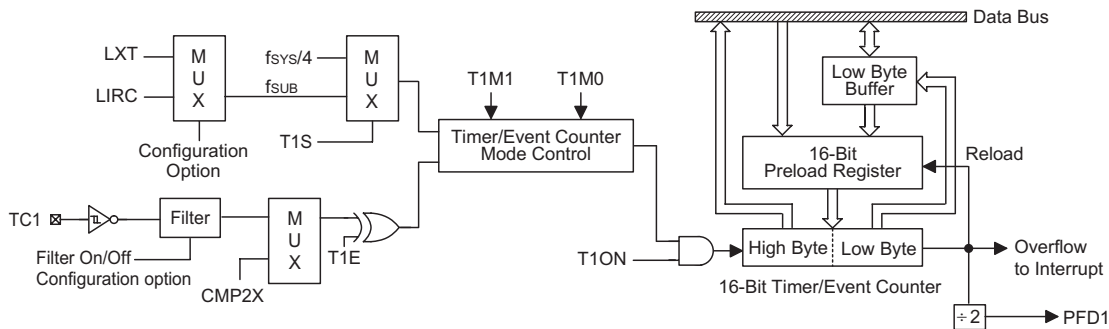 Data Bus
LXT
LIRC
M
U
X
Configuration
Option
fSYS/4
fSUB
M
U
X
T1S
T1M1
T1M0
Timer/Event Counter
Mode Control
Low Byte
Buffer
16-Bit
Preload Register
Reload
TC1
Filter
Filter On/Off
Configuration option
M
U
X
CMP2X
T1E
T1ON
High Byte
Low Byte
16-Bit Timer/Event Counter
Overflow
to Interrupt
÷2
PFD1